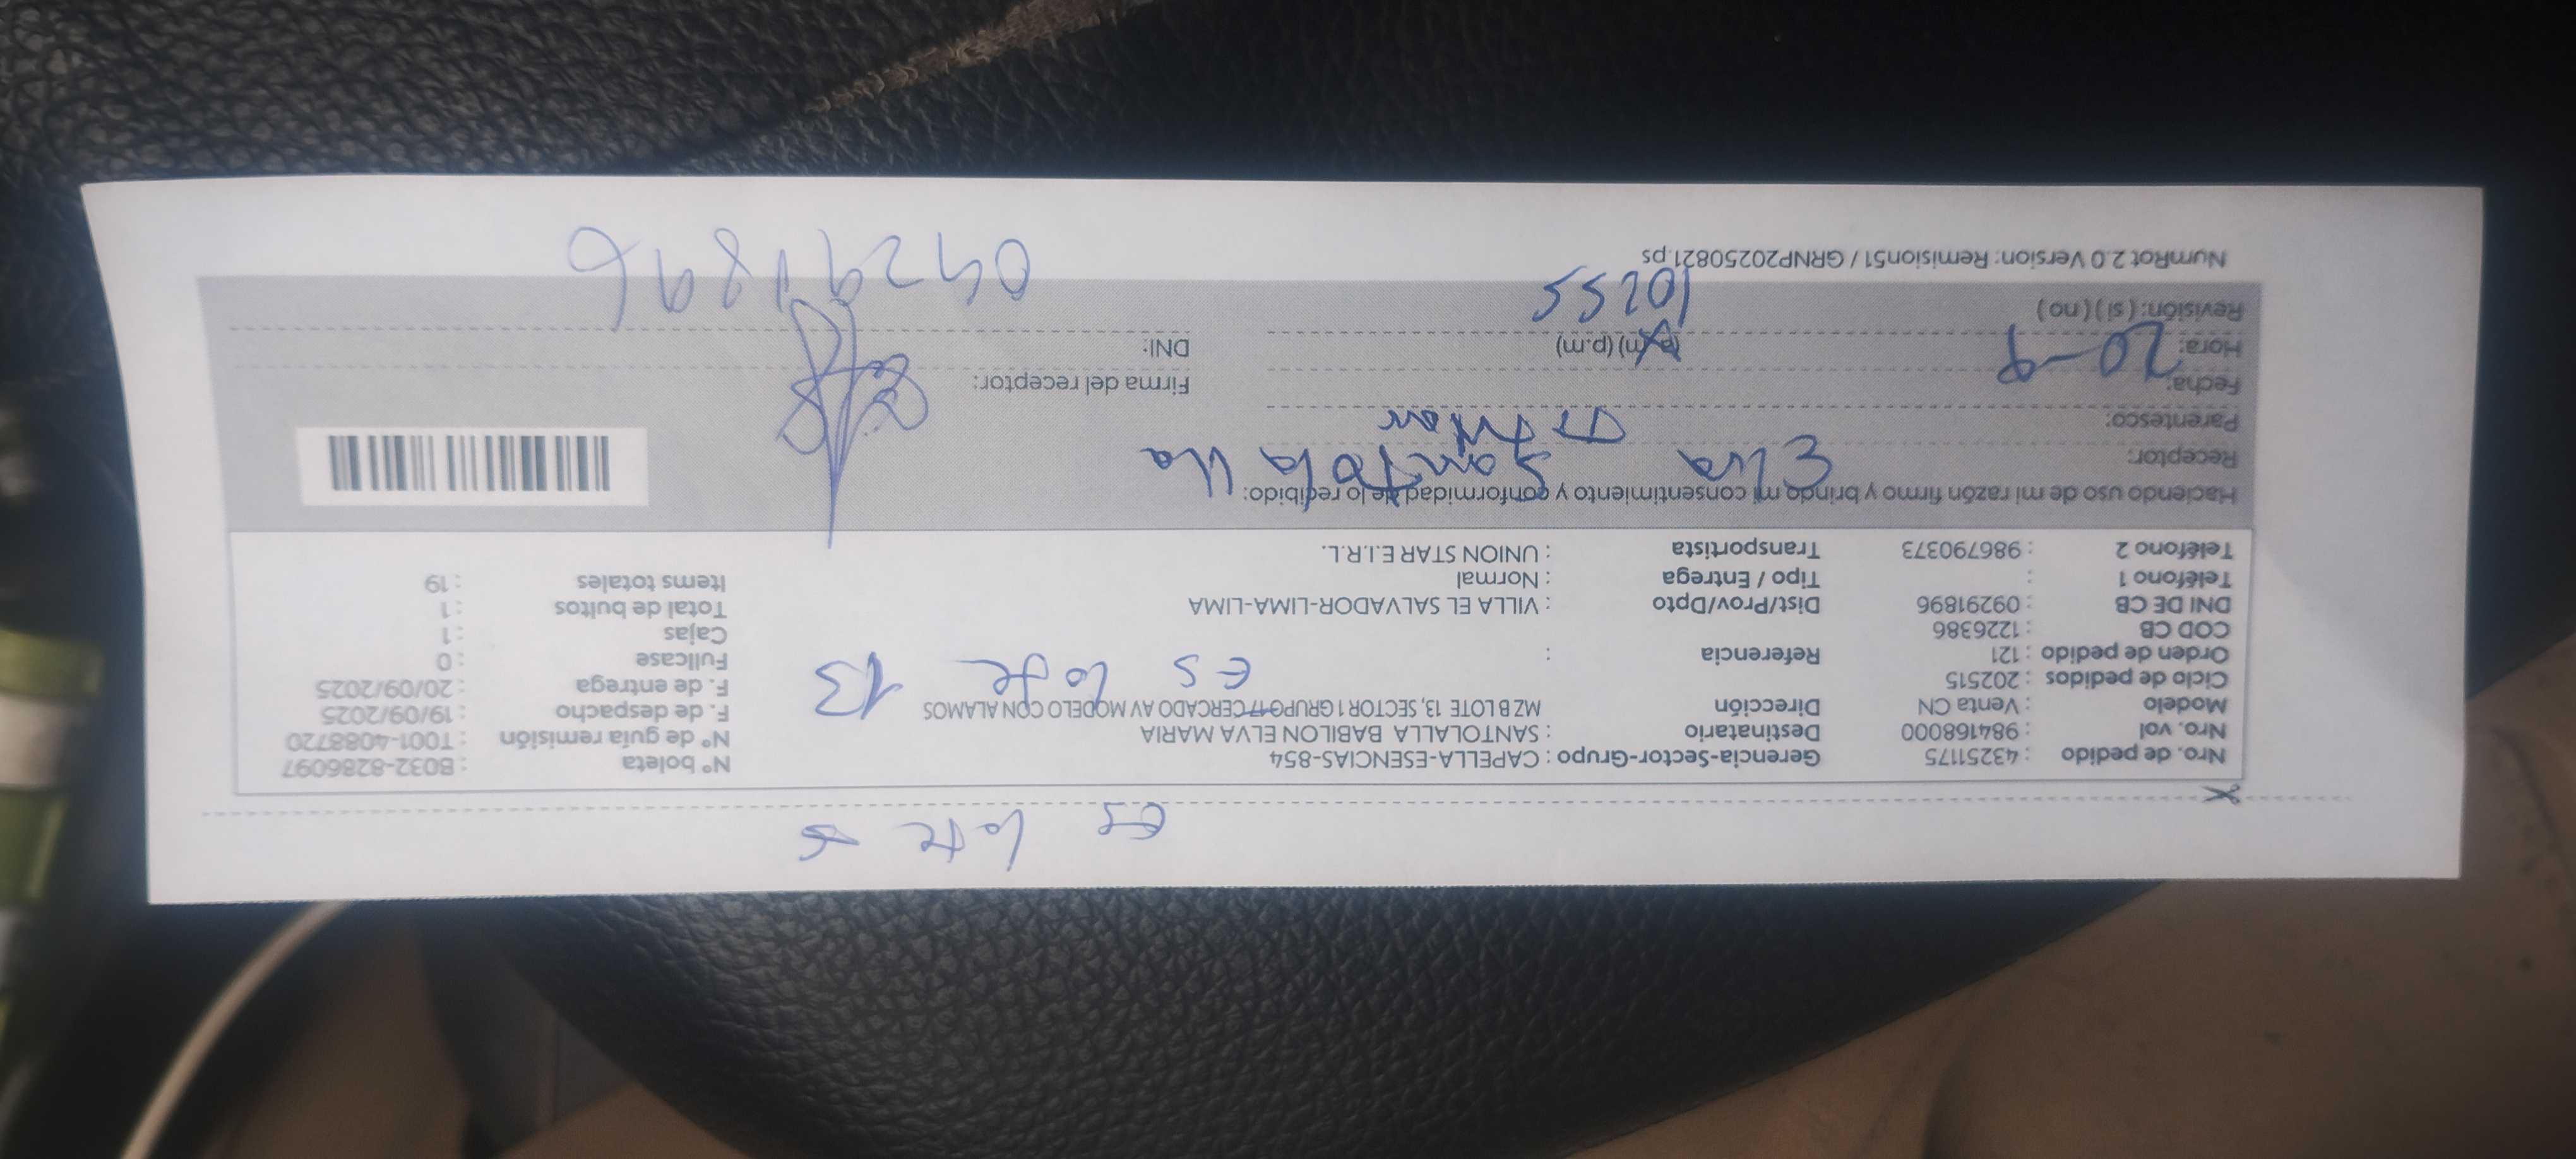 es lote
Nro. de pedido : 43251175 Gerencia-Sector-Grupo : CAPELLA-ESENCIAS-854 N° boleta : B032-8286097
Nro. vol : 984168000 Destinatario : SANTOLALLA BABILON ELVA MARIA N° de guía remisión : T001-4088720
Modelo : Venta CN Dirección MZ B LOTE 13, SECTOR 1 GRUPO 17 CERCADO AV MODELO CON ALAMOS F. de despacho : 19/09/2025
Ciclo de pedidos : 202515 es lote 13 F. de entrega : 20/09/2025
Orden de pedido : 121 Referencia : Fullcase : 0
COD CB : 1226386 Cajas : 1
DNI DE CB : 09291896 Dist/Prov/Dpto : VILLA EL SALVADOR-LIMA-LIMA Total de bultos : 1
Teléfono 1 : Tipo / Entrega : Normal Items totales : 19
Teléfono 2 : 986790373 Transportista : UNION STAR E.I.R.L.
Haciendo uso de mi razón firmo y brindo mi consentimiento y conformidad de lo recibido:
Receptor: Elva Santolalla
Parentesco: Titular
Fecha: 20-9 Firma del receptor:
Hora: (a.m) (p.m) DNI:
Revisión: ( si ) ( no ) 10255
09291896
NumRot 2.0 Version: Remision51 / GRNP20250821.ps